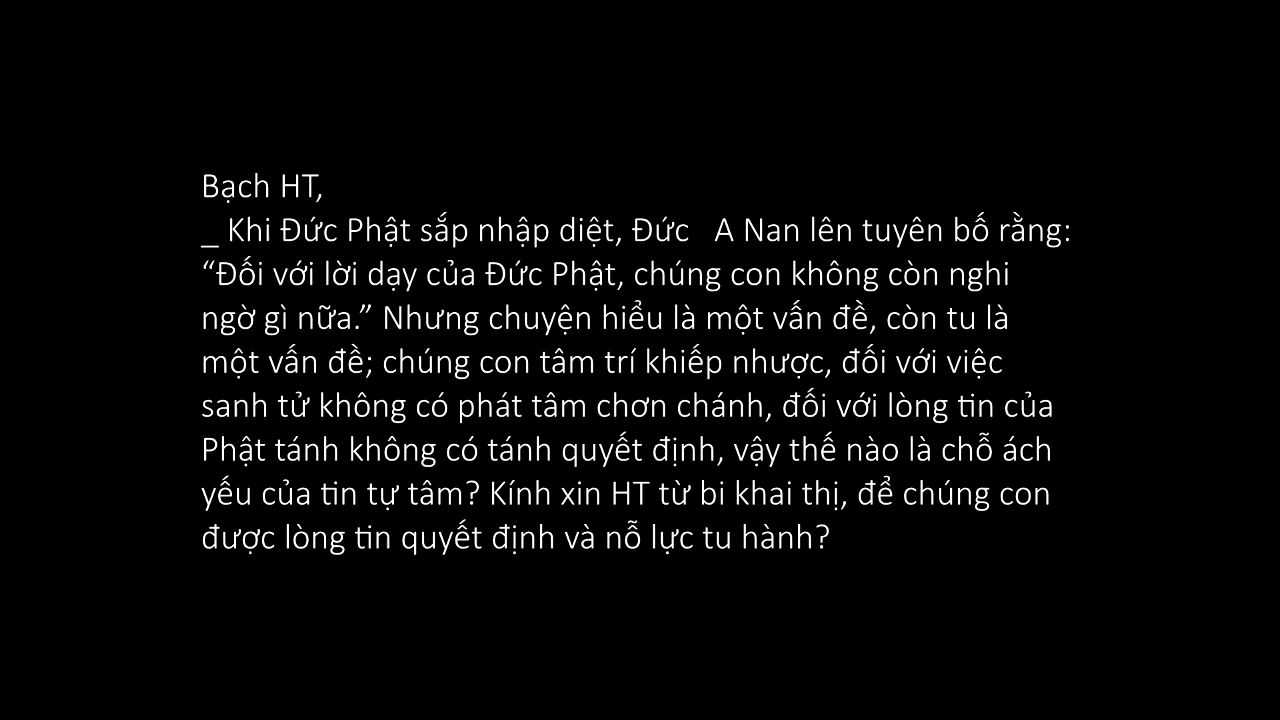 Bạch HT,
_ Khi Đức Phật sắp nhập diệt, Đức   A Nan lên tuyên bố rằng:
“Đối với lời dạy của Đức Phật, chúng con không còn nghi
ngờ gì nữa.” Nhưng chuyện hiểu là một vấn đề, còn tu là
một vấn đề; chúng con tâm trí khiếp nhược, đối với việc
sanh tử không có phát tâm chơn chánh, đối với lòng tin của
Phật tánh không có tánh quyết định, vậy thế nào là chỗ ách
yếu của tin tự tâm? Kính xin HT từ bi khai thị, để chúng con
được lòng tin quyết định và nỗ lực tu hành?